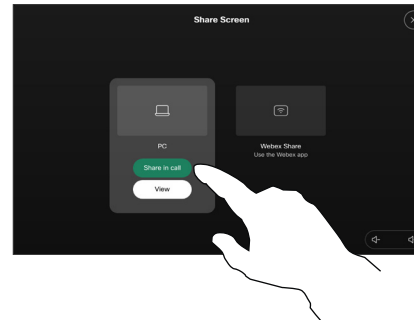 Share Screen
PC
Share in call
View
Webex Share
Use the Webex app